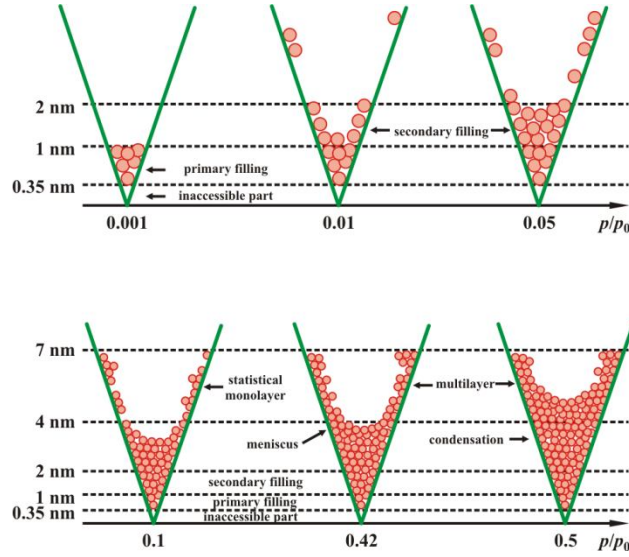 2 nm
secondary filling
1 nm
primary filling
0.35 nm
inaccessible part
0.001 0.01 0.05 p/p0
7 nm
statistical
monolayer
multilayer
4 nm
meniscus
condensation
2 nm
secondary filling
1 nm
primary filling
0.35 nm
inaccessible part
0.1 0.42 0.5 p/p0